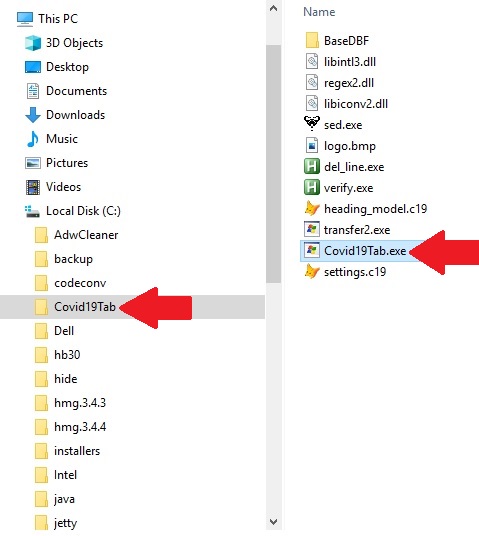 This PC
3D Objects
Desktop
Documents
Downloads
Music
Pictures
Videos
Local Disk (C:)
AdwCleaner
backup
codeconv
Covid19Tab
Dell
hb30
hide
hmg.3.4.3
hmg.3.4.4
installers
Intel
java
jetty
Name
BaseDBF
libintl3.dll
regex2.dll
libiconv2.dll
sed.exe
logo.bmp
del_line.exe
verify.exe
heading_model.c19
transfer2.exe
Covid19Tab.exe
settings.c19